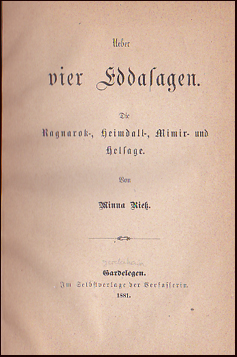 Ueber
vier Eddasagen.
Die
Ragnarok-, Heimdall-, Mimir- und
Helsage.
Von
Minna Rieß.
Gardelegen.
Im Selbstverlage der Verfasserin.
1881.